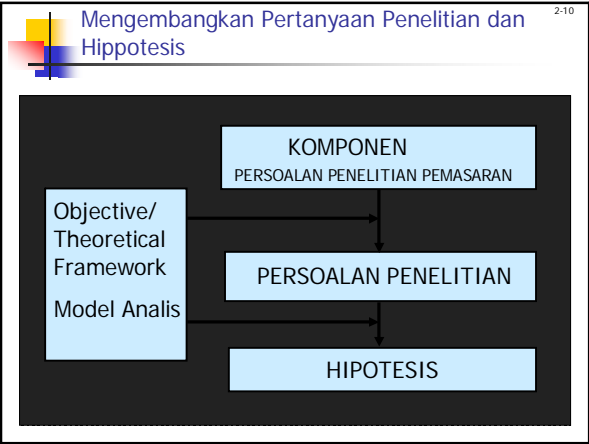 Mengembangkan Pertanyaan Penelitian dan
Hippotesis
2-10
KOMPONEN
PERSOALAN PENELITIAN PEMASARAN
Objective/
Theoretical
Framework
Model Analis
PERSOALAN PENELITIAN
HIPOTESIS